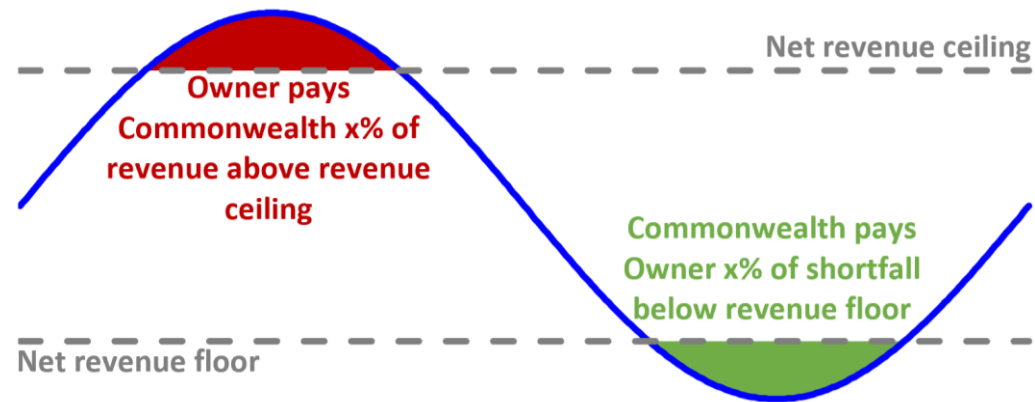 Net revenue ceiling
Owner pays
Commonwealth x% of
revenue above revenue
ceiling
Commonwealth pays
Owner x% of shortfall
below revenue floor
Net revenue floor